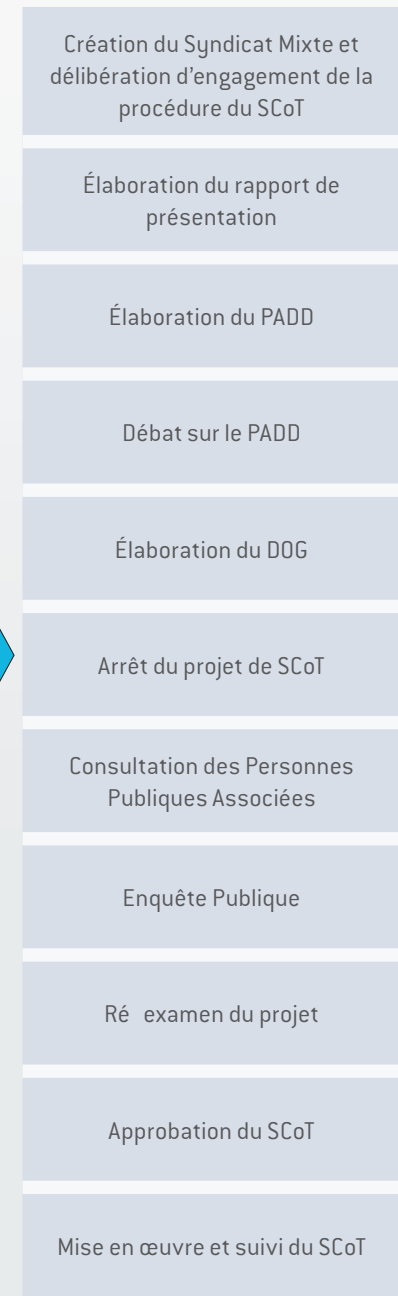 Création du Syndicat Mixte et
délibération d'engagement de la
procédure du SCoT
Élaboration du rapport de
présentation
Élaboration du PADD
Débat sur le PADD
Élaboration du DOG
Arrêt du projet de SCoT
Consultation des Personnes
Publiques Associées
Enquête Publique
Ré examen du projet
Approbation du SCoT
Mise en œuvre et suivi du SCoT